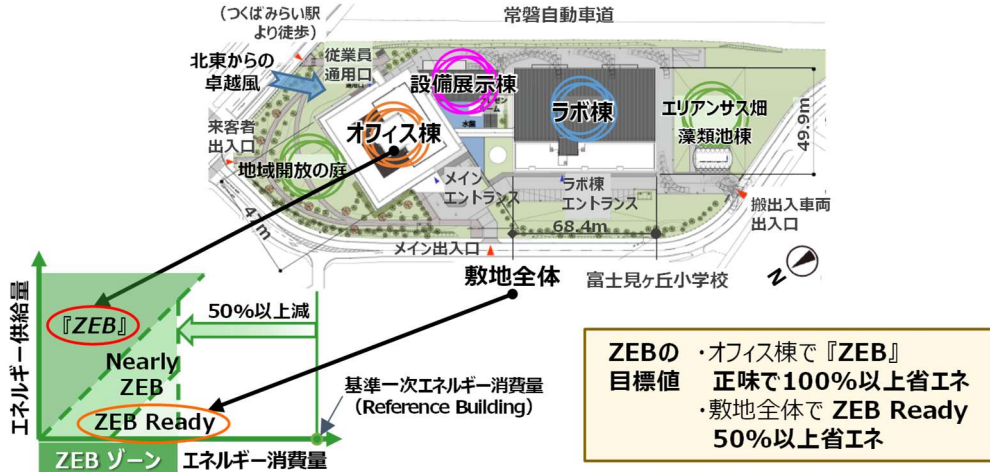 （つくばみらい駅
より徒歩）
常磐自動車道
北東からの
卓越風
従業員
通用口
設備展示棟
水盤
オフィス棟
ラボ棟
エリアンサス畑
藻類池棟
49.9m
来客者
出入口
地域開放の庭
メイン
エントランス
ラボ棟
エントランス
搬出入車両
出入口
68.4m
メイン出入口
敷地全体
富士見ヶ丘小学校
N
エネルギー供給量
『ZEB』
50%以上減
Nearly
ZEB
ZEB Ready
基準一次エネルギー消費量
（Reference Building）
ZEB ゾーン
エネルギー消費量
ZEBの
目標値
・オフィス棟で『ZEB』
正味で100%以上省エネ
・敷地全体で ZEB Ready
50%以上省エネ